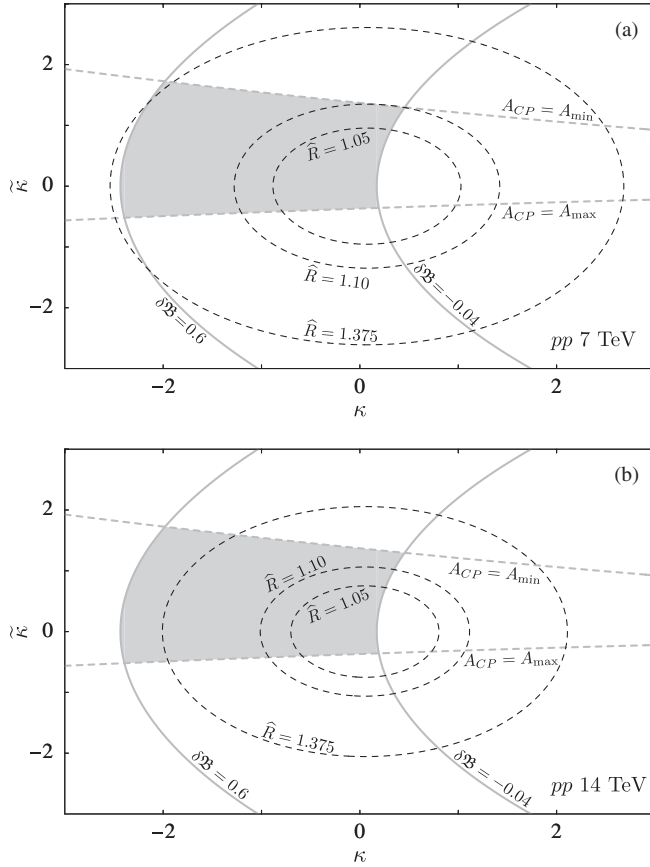 (a)
2
0
−2
κ̃
A_CP = A_min
R̂ = 1.05
A_CP = A_max
R̂ = 1.10
R̂ = 1.375
δ𝔅=0.6
δ𝔅=−0.04
pp 7 TeV
−2 0 2
κ
(b)
2
0
−2
κ̃
R̂ = 1.10
A_CP = A_min
R̂ = 1.05
A_CP = A_max
R̂ = 1.375
δ𝔅=0.6
δ𝔅=−0.04
pp 14 TeV
−2 0 2
κ